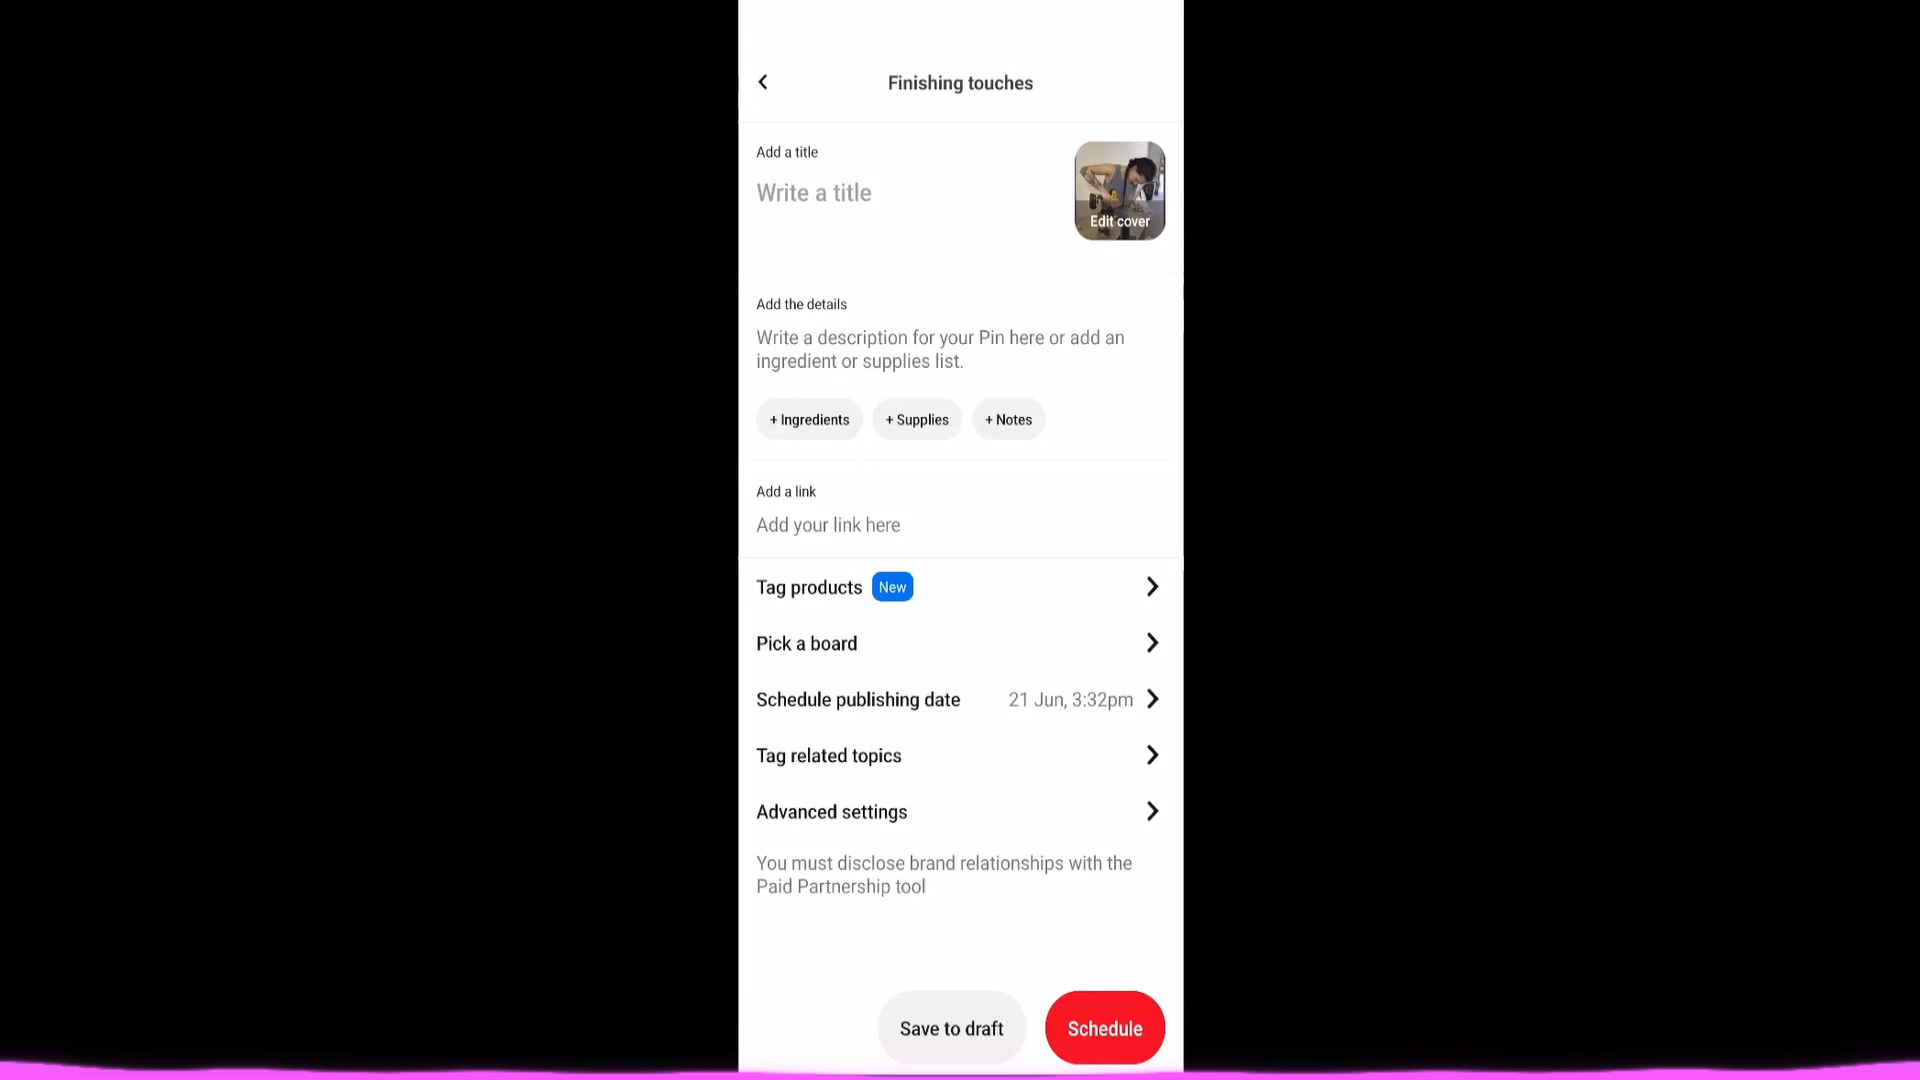 Finishing touches
Add a title
Write a title
Edit cover
Add the details
Write a description for your Pin here or add an
ingredient or supplies list.
+ Ingredients + Supplies + Notes
Add a link
Add your link here
Tag products New
Pick a board
Schedule publishing date 21 Jun, 3:32pm
Tag related topics
Advanced settings
You must disclose brand relationships with the
Paid Partnership tool
Save to draft Schedule